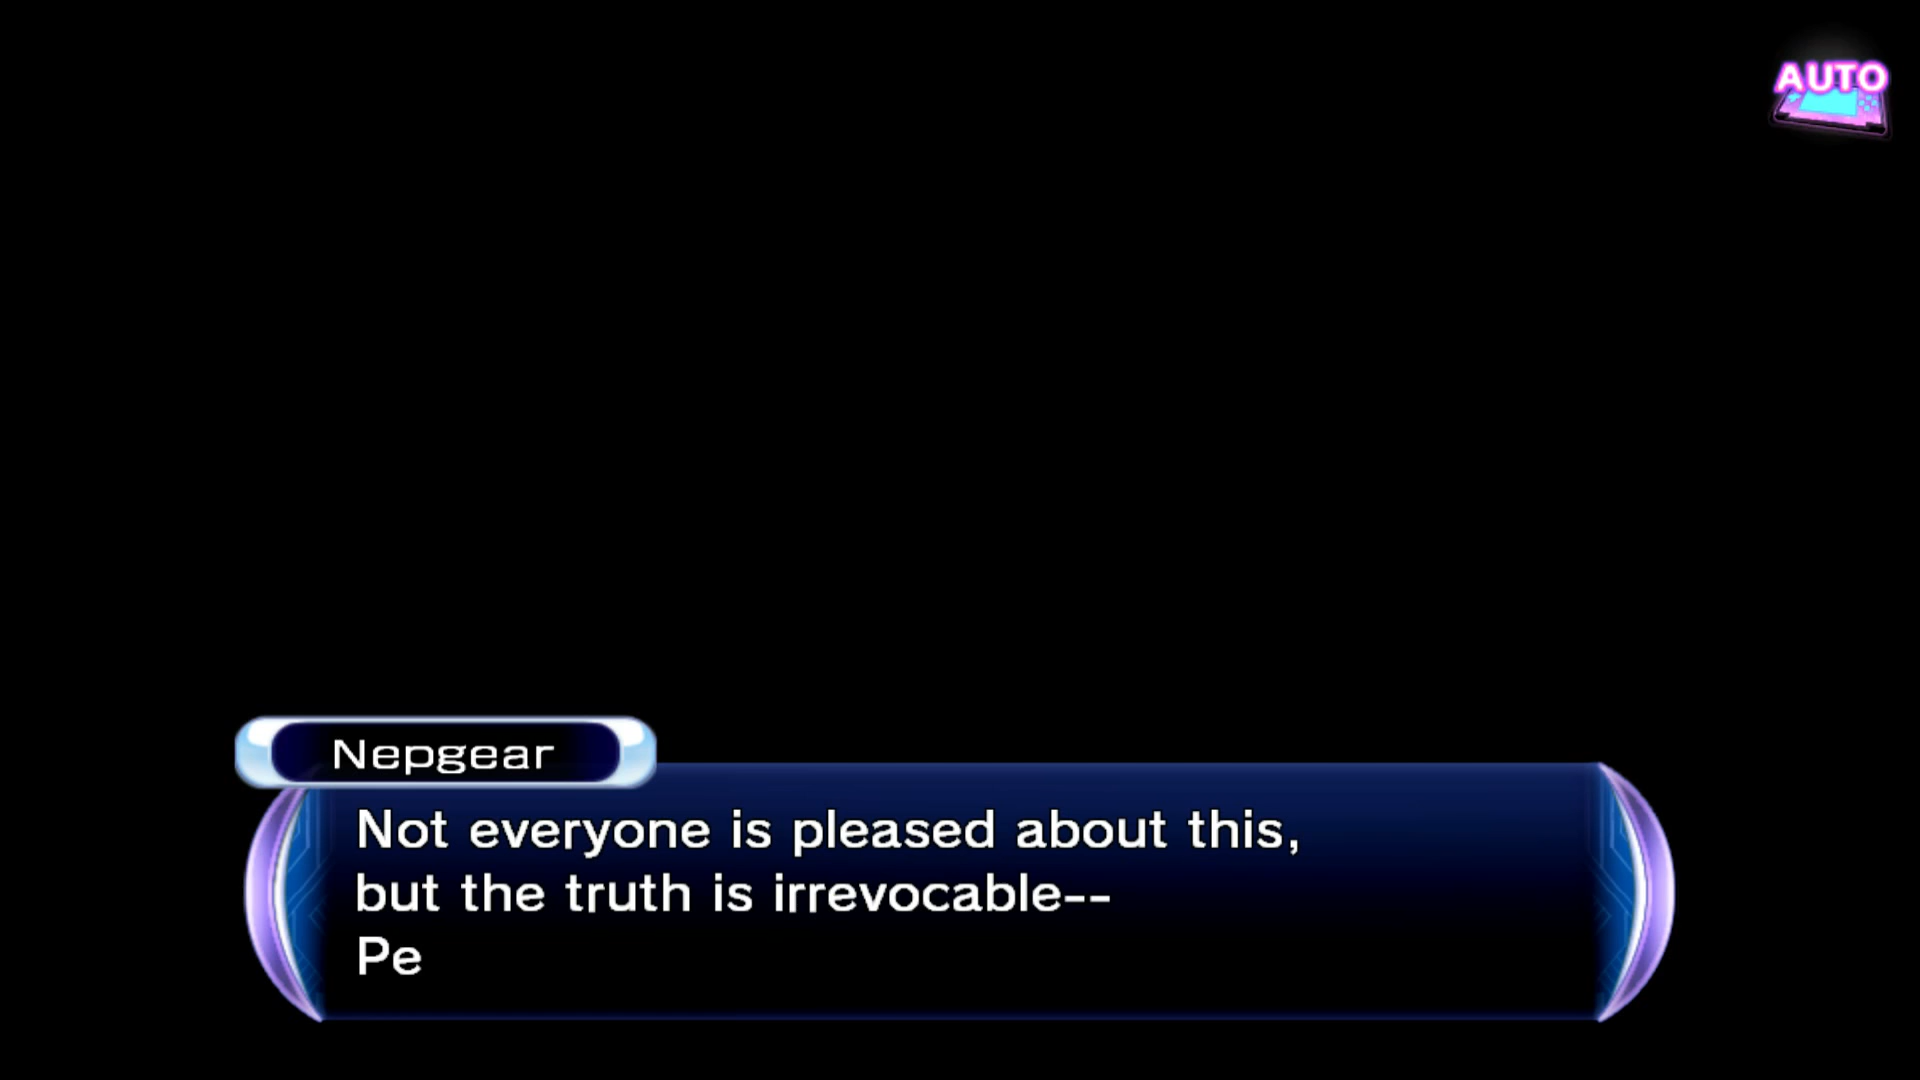 AUTO
Nepgear
Not everyone is pleased about this,
but the truth is irrevocable--
Pe